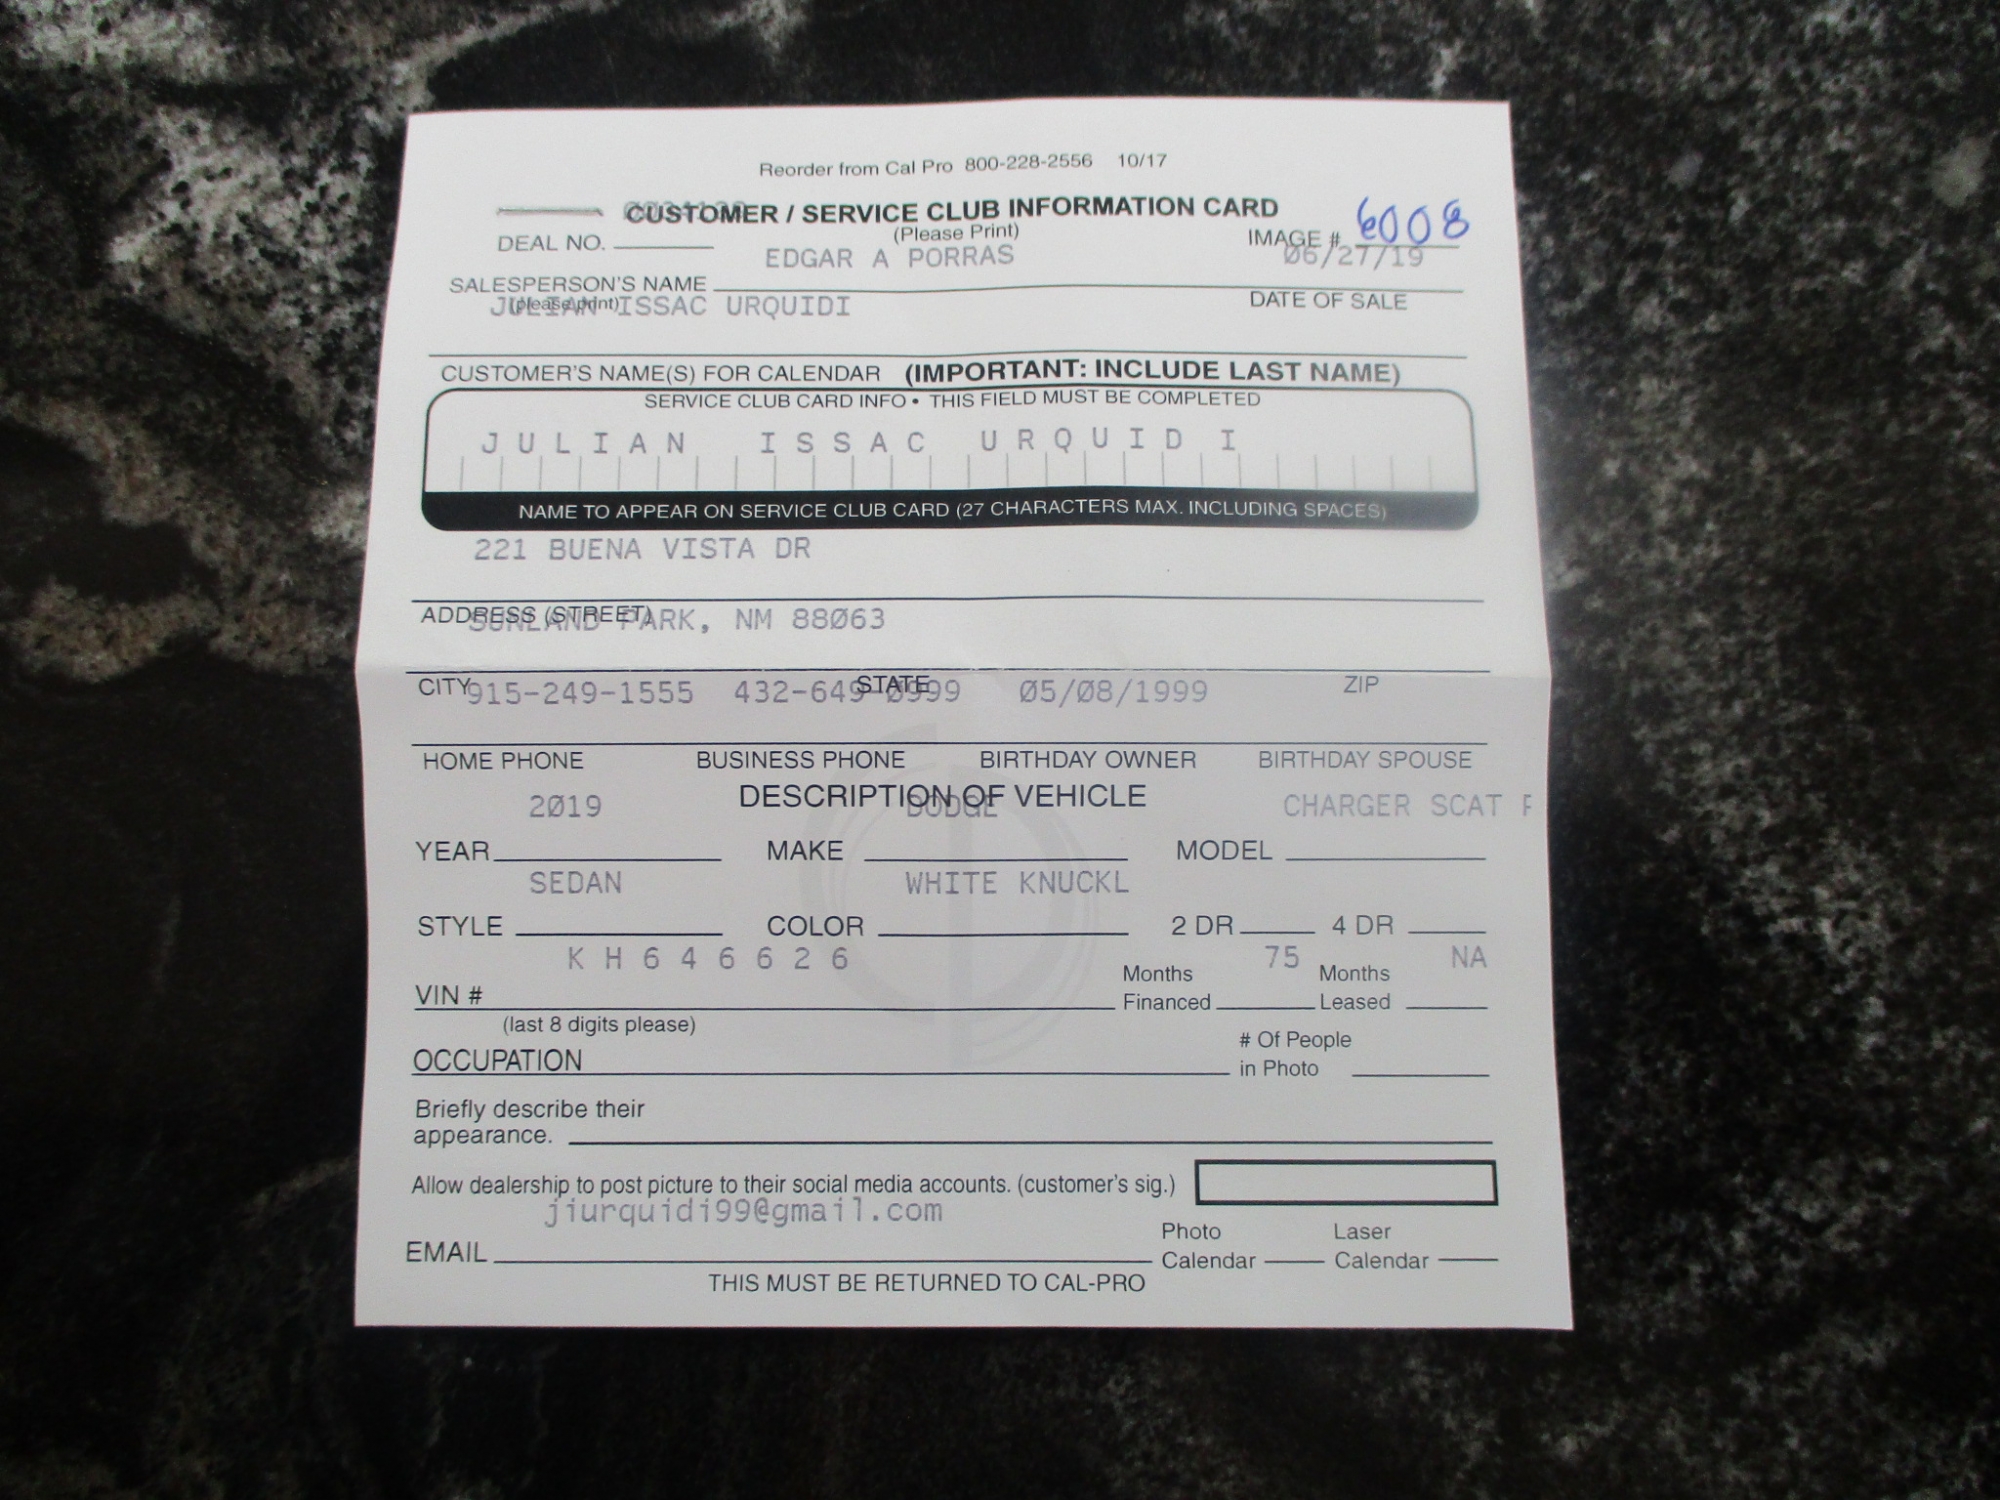 Reorder from Cal Pro 800-228-2556 10/17
CUSTOMER / SERVICE CLUB INFORMATION CARD
(Please Print)
DEAL NO.
IMAGE # 6008
EDGAR A PORRAS 06/27/19
SALESPERSON'S NAME
(please print)
DATE OF SALE
JULIAN ISSAC URQUIDI
CUSTOMER'S NAME(S) FOR CALENDAR (IMPORTANT: INCLUDE LAST NAME)
SERVICE CLUB CARD INFO • THIS FIELD MUST BE COMPLETED
JULIAN ISSAC URQUIDI
NAME TO APPEAR ON SERVICE CLUB CARD (27 CHARACTERS MAX. INCLUDING SPACES)
221 BUENA VISTA DR
ADDRESS (STREET)
SUNLAND PARK, NM 88063
CITY STATE ZIP
915-249-1555 432-649-0999 05/08/1999
HOME PHONE BUSINESS PHONE BIRTHDAY OWNER BIRTHDAY SPOUSE
DESCRIPTION OF VEHICLE
2019 DODGE CHARGER SCAT
YEAR MAKE MODEL
SEDAN WHITE KNUCKL
STYLE COLOR 2 DR 4 DR
K H 6 4 6 6 2 6 75 NA
VIN # Months Financed Months Leased
(last 8 digits please)
OCCUPATION # Of People in Photo
Briefly describe their
appearance.
Allow dealership to post picture to their social media accounts. (customer's sig.)
jiurquidi99@gmail.com
EMAIL Photo Calendar Laser Calendar
THIS MUST BE RETURNED TO CAL-PRO